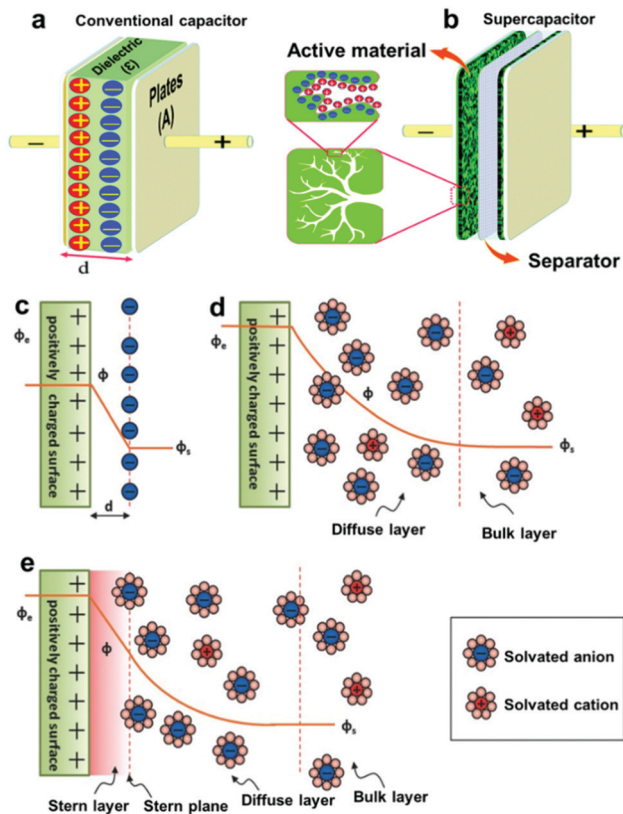 a
Conventional capacitor
Dielectric
(ε)
Plates
(A)
−
+
d
b
Supercapacitor
Active material
−
+
Separator
c
ϕe
positively charged surface
ϕ
ϕs
d
d
ϕe
positively charged surface
ϕ
ϕs
Diffuse layer
Bulk layer
e
ϕe
positively charged surface
ϕ
ϕs
Stern layer
Stern plane
Diffuse layer
Bulk layer
Solvated anion
Solvated cation